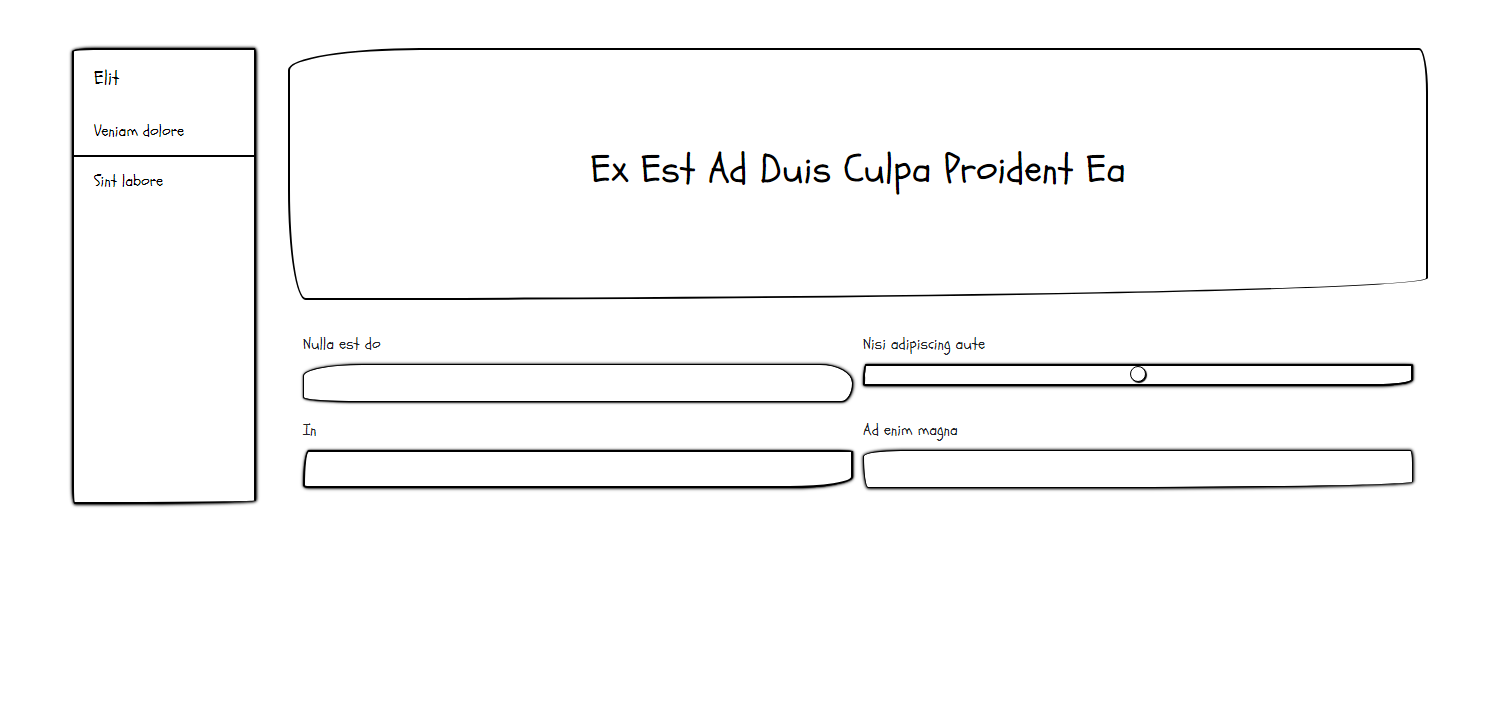 Elit
Veniam dolore
Sint labore
Ex Est Ad Duis Culpa Proident Ea
Nulla est do
Nisi adipiscing aute
In
Ad enim magna